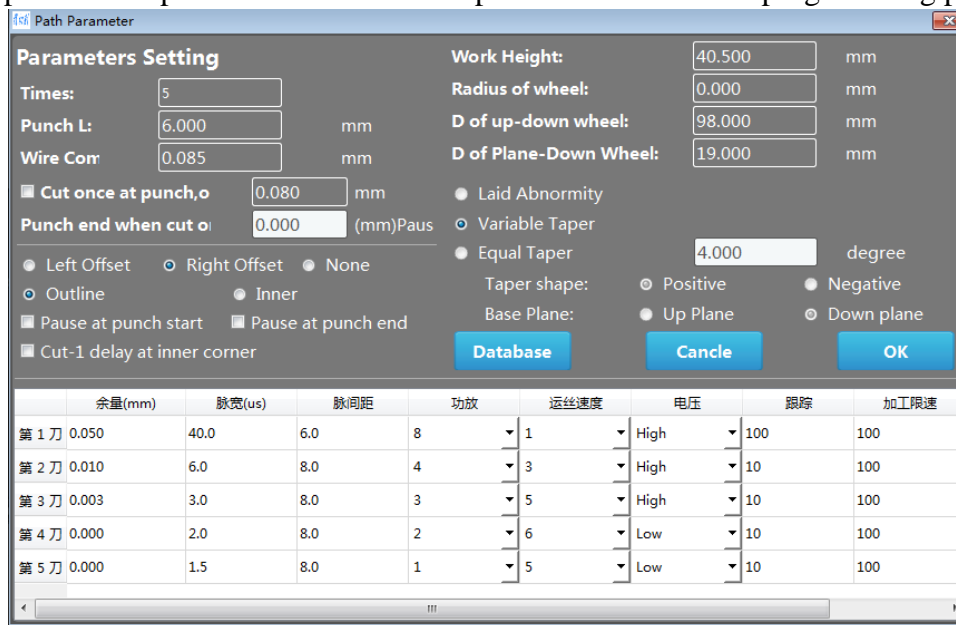 Path Parameter
Parameters Setting
Times: 5
Punch L: 6.000 mm
Wire Com 0.085 mm
Cut once at punch,o 0.080 mm
Punch end when cut o 0.000 (mm)Paus
Left Offset Right Offset None
Outline Inner
Pause at punch start Pause at punch end
Cut-1 delay at inner corner
Work Height: 40.500 mm
Radius of wheel: 0.000 mm
D of up-down wheel: 98.000 mm
D of Plane-Down Wheel: 19.000 mm
Laid Abnormity
Variable Taper
Equal Taper 4.000 degree
Taper shape: Positive Negative
Base Plane: Up Plane Down plane
Database Cancle OK
余量(mm) 脉宽(us) 脉间距 功放 运丝速度 电压 跟踪 加工限速
第 1 刀 0.050 40.0 6.0 8 1 High 100 100
第 2 刀 0.010 6.0 8.0 4 3 High 10 100
第 3 刀 0.003 3.0 8.0 3 5 High 10 100
第 4 刀 0.000 2.0 8.0 2 6 Low 10 100
第 5 刀 0.000 1.5 8.0 1 5 Low 10 100